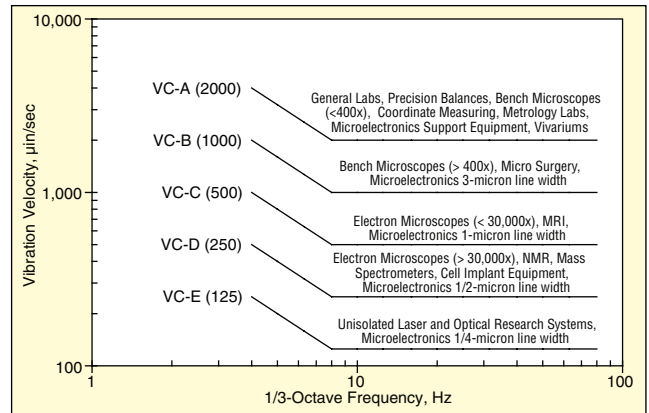 10,000
VC-A (2000)
General Labs, Precision Balances, Bench Microscopes
(<400x), Coordinate Measuring, Metrology Labs,
Microelectronics Support Equipment, Vivariums
VC-B (1000)
Bench Microscopes (> 400x), Micro Surgery,
Microelectronics 3-micron line width
1,000
VC-C (500)
Electron Microscopes (< 30,000x), MRI,
Microelectronics 1-micron line width
VC-D (250)
Electron Microscopes (> 30,000x), NMR, Mass
Spectrometers, Cell Implant Equipment,
Microelectronics 1/2-micron line width
VC-E (125)
Unisolated Laser and Optical Research Systems,
Microelectronics 1/4-micron line width
100
Vibration Velocity, µin/sec
1
10
100
1/3-Octave Frequency, Hz